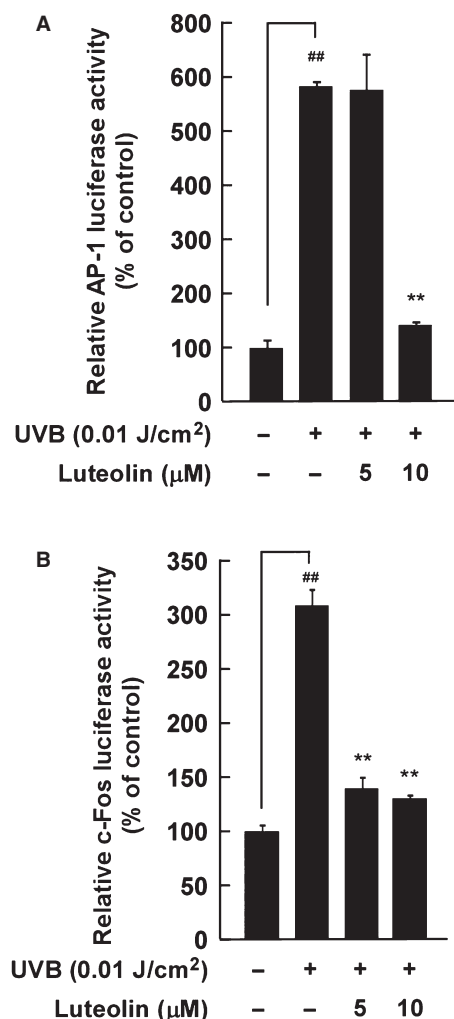 A
Relative AP-1 luciferase activity
(% of control)
800
600
500
400
300
200
100
0
##
**
UVB (0.01 J/cm²) – + + +
Luteolin (μM) – – 5 10
B
Relative c-Fos luciferase activity
(% of control)
350
300
250
200
150
100
50
0
##
**
**
UVB (0.01 J/cm²) – + + +
Luteolin (μM) – – 5 10